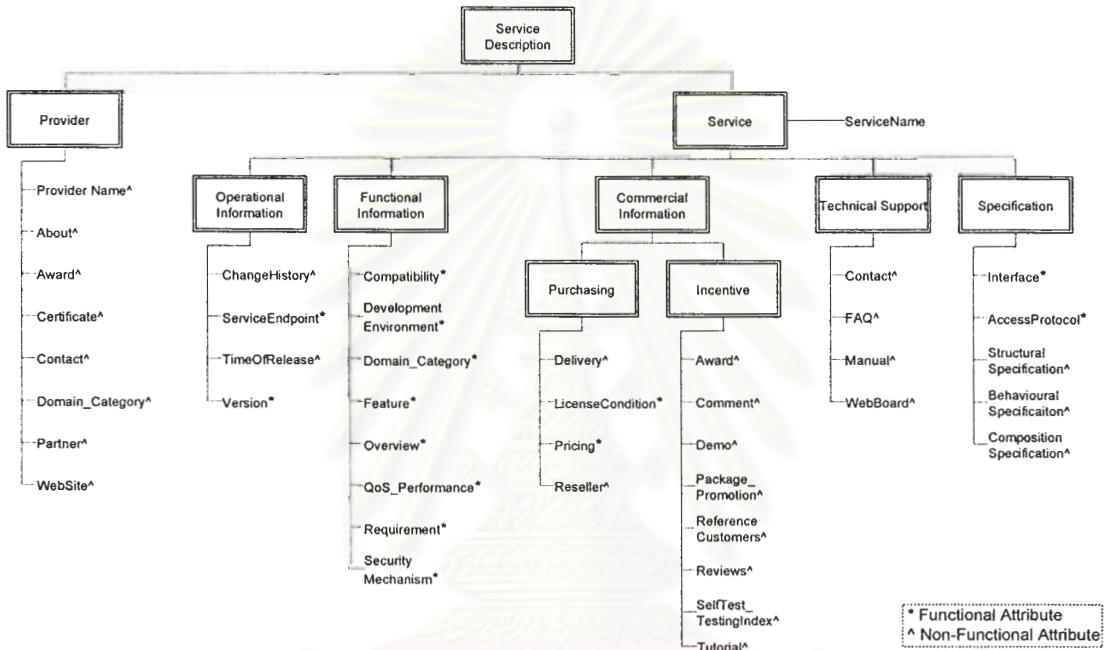 Service
Description
Provider
Service
ServiceName
Provider Name^
About^
Award^
Certificate^
Contact^
Domain_Category^
Partner^
WebSite^
Operational
Information
ChangeHistory^
ServiceEndpoint*
TimeOfRelease^
Version*
Functional
Information
Compatibility*
Development
Environment*
Domain_Category*
Feature*
Overview*
QoS_Performance*
Requirement*
Security
Mechanism*
Commercial
Information
Purchasing
Delivery^
LicenseCondition*
Pricing*
Reseller^
Incentive
Award^
Comment^
Demo^
Package_
Promotion^
Reference
Customers^
Reviews^
SelfTest_
TestingIndex^
Tutorial^
Technical Support
Contact^
FAQ^
Manual^
WebBoard^
Specification
Interface*
AccessProtocol*
Structural
Specification^
Behavioural
Specificaiton^
Composition
Specification^
* Functional Attribute
^ Non-Functional Attribute